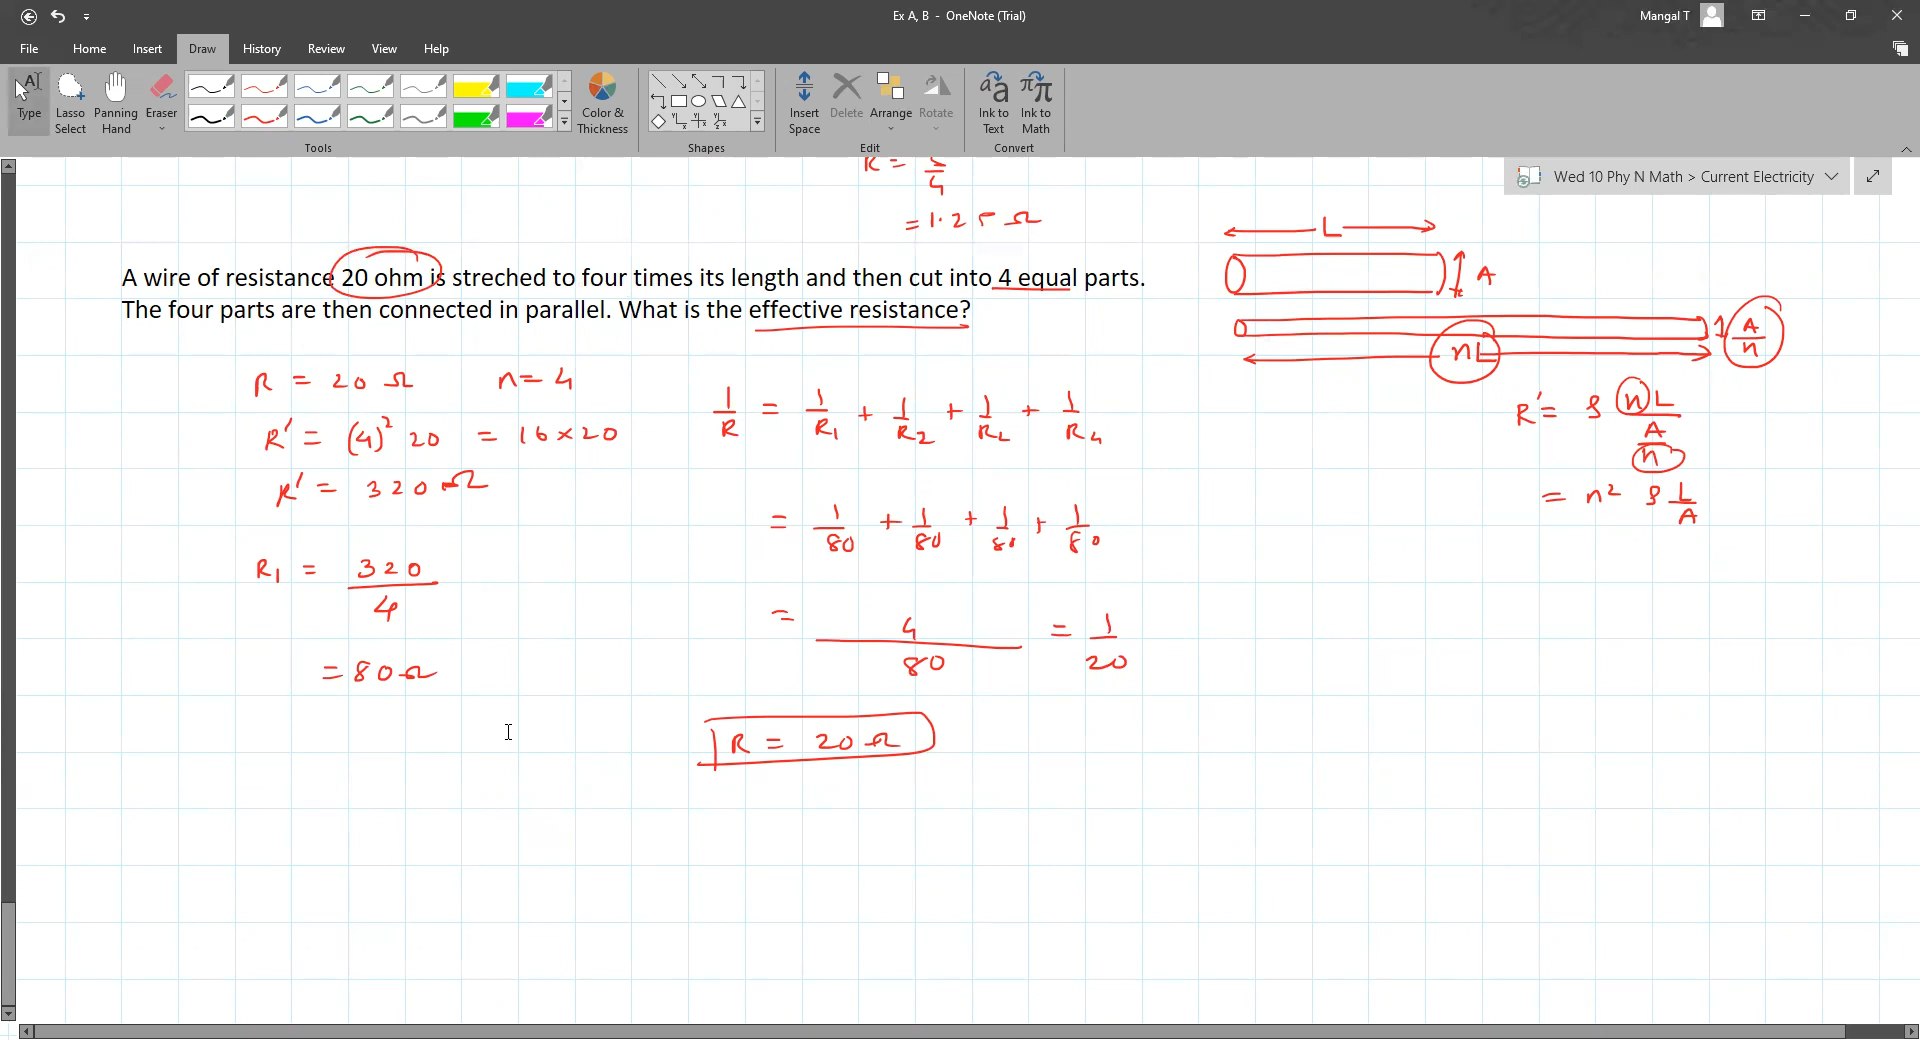 Ex A, B - OneNote (Trial)
Mangal T
File Home Insert Draw History Review View Help
Type
Lasso Select
Panning Hand
Eraser
Color & Thickness
Insert Space
Delete
Arrange
Rotate
Ink to Text
Ink to Math
Tools
Shapes
Edit
Convert
Wed 10 Phy N Math > Current Electricity
R = 5/4
= 1.25 Ω
A wire of resistance 20 ohm is streched to four times its length and then cut into 4 equal parts.
The four parts are then connected in parallel. What is the effective resistance?
R = 20 Ω n = 4
R' = (4)² 20 = 16 × 20
R' = 320 Ω
R₁ = 320/4
= 80 Ω
1/R = 1/R₁ + 1/R₂ + 1/R₂ + 1/R₄
= 1/80 + 1/80 + 1/80 + 1/80
= 4/80 = 1/20
R = 20 Ω
L
A
nL
A/n
R' = ρ nL/(A/n)
= n² ρ L/A